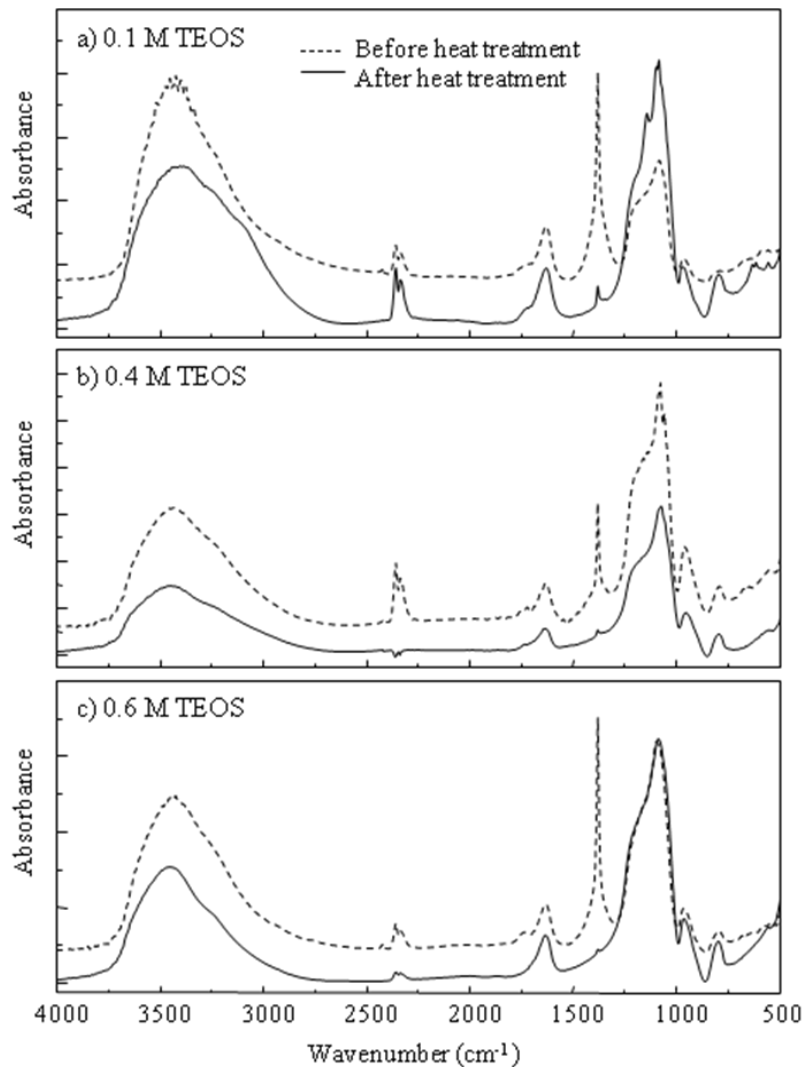 a) 0.1 M TEOS
Before heat treatment
After heat treatment
Absorbance
b) 0.4 M TEOS
Absorbance
c) 0.6 M TEOS
Absorbance
4000 3500 3000 2500 2000 1500 1000 500
Wavenumber (cm⁻¹)